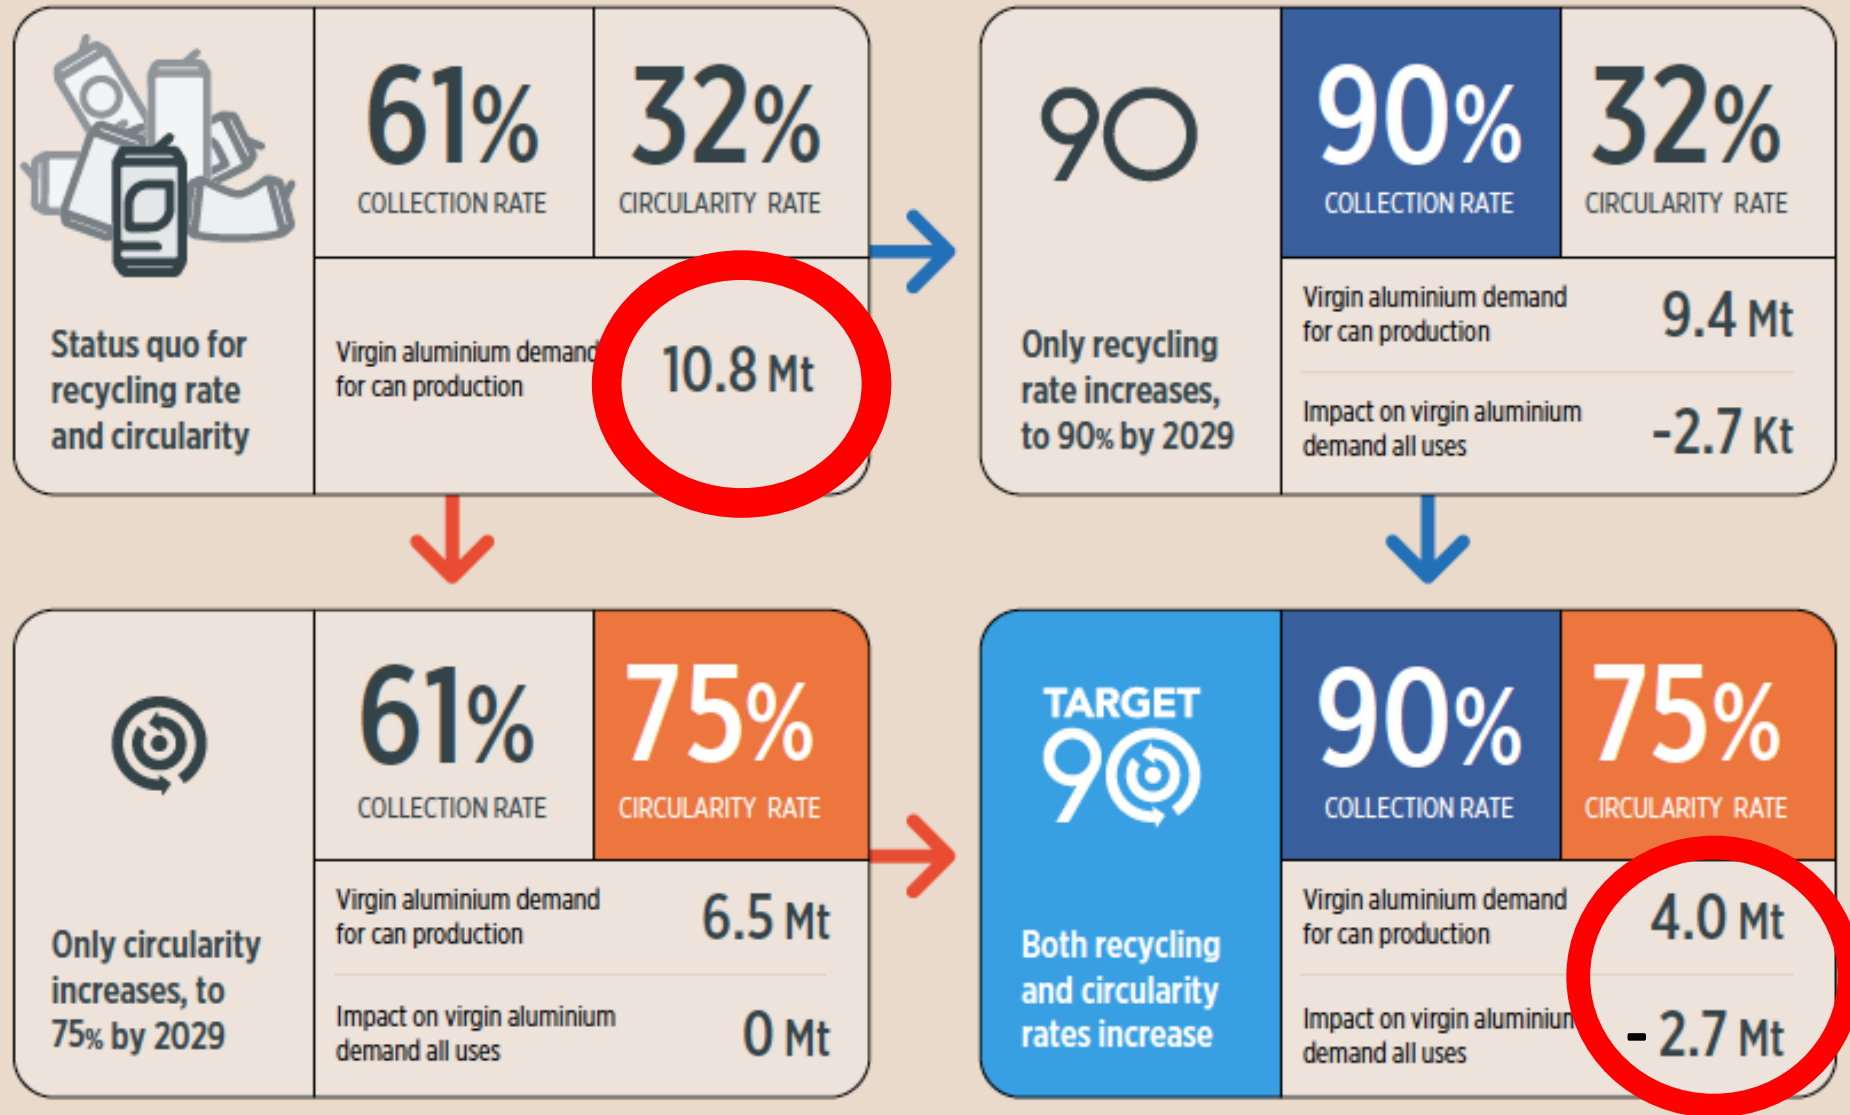 61%
COLLECTION RATE
32%
CIRCULARITY RATE
Status quo for
recycling rate
and circularity
Virgin aluminium demand
for can production
10.8 Mt
90
90%
COLLECTION RATE
32%
CIRCULARITY RATE
Only recycling
rate increases,
to 90% by 2029
Virgin aluminium demand
for can production
9.4 Mt
Impact on virgin aluminium
demand all uses
-2.7 Kt
61%
COLLECTION RATE
75%
CIRCULARITY RATE
Only circularity
increases, to
75% by 2029
Virgin aluminium demand
for can production
6.5 Mt
Impact on virgin aluminium
demand all uses
0 Mt
TARGET
90
90%
COLLECTION RATE
75%
CIRCULARITY RATE
Both recycling
and circularity
rates increase
Virgin aluminium demand
for can production
4.0 Mt
Impact on virgin aluminium
demand all uses
- 2.7 Mt